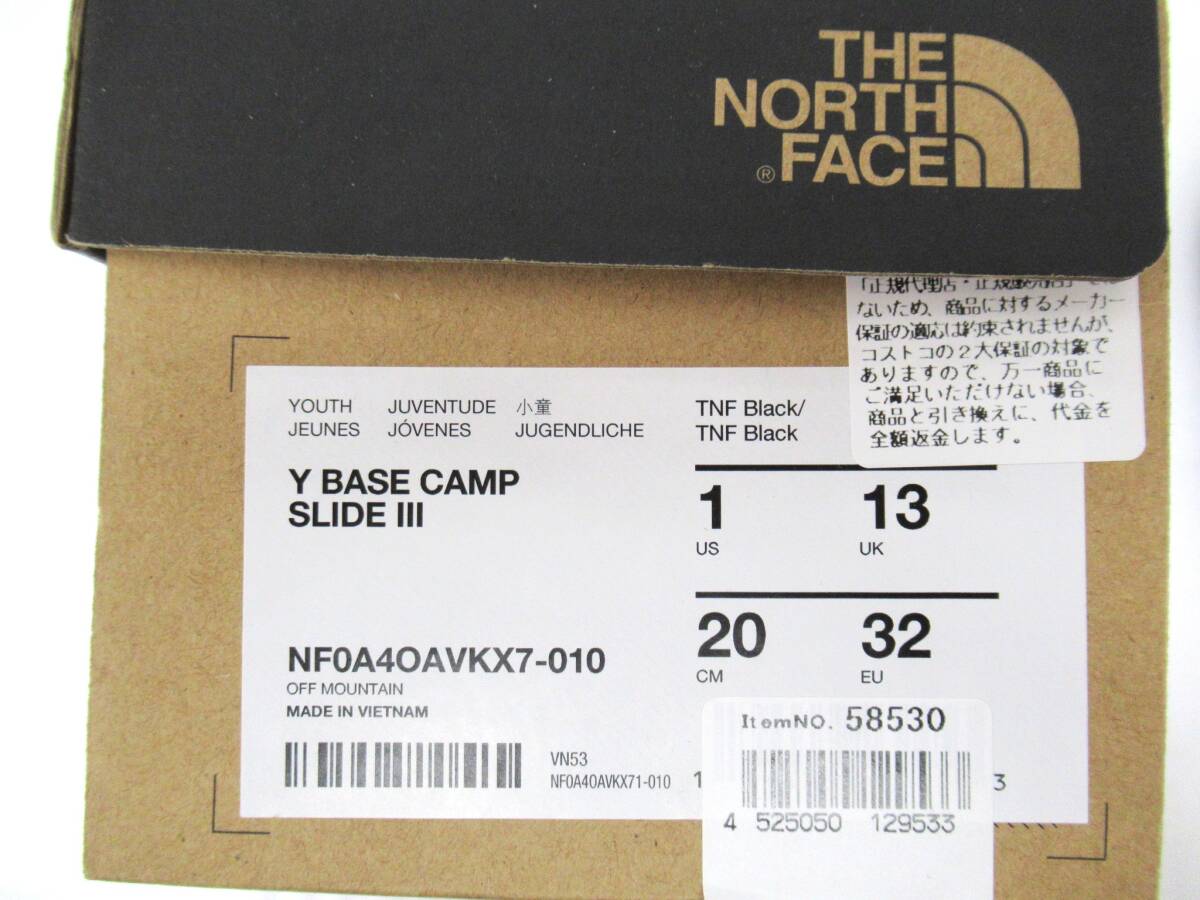 THE
NORTH
® FACE
「正規代理店・正規販売店」では
ないため、商品に対するメーカー
保証の適応は約束されませんが、
コストコの2大保証の対象で
ありますので、万一商品に
ご満足いただけない場合、
商品と引き換えに、代金を
全額返金します。
YOUTH JUVENTUDE 小童
JEUNES JÓVENES JUGENDLICHE
TNF Black/
TNF Black
Y BASE CAMP
SLIDE III
1 13
US UK
20 32
CM EU
NF0A4OAVKX7-010
OFF MOUNTAIN
MADE IN VIETNAM
VN53
NF0A4OAVKX71-010
ItemNO. 58530
4 525050 129533